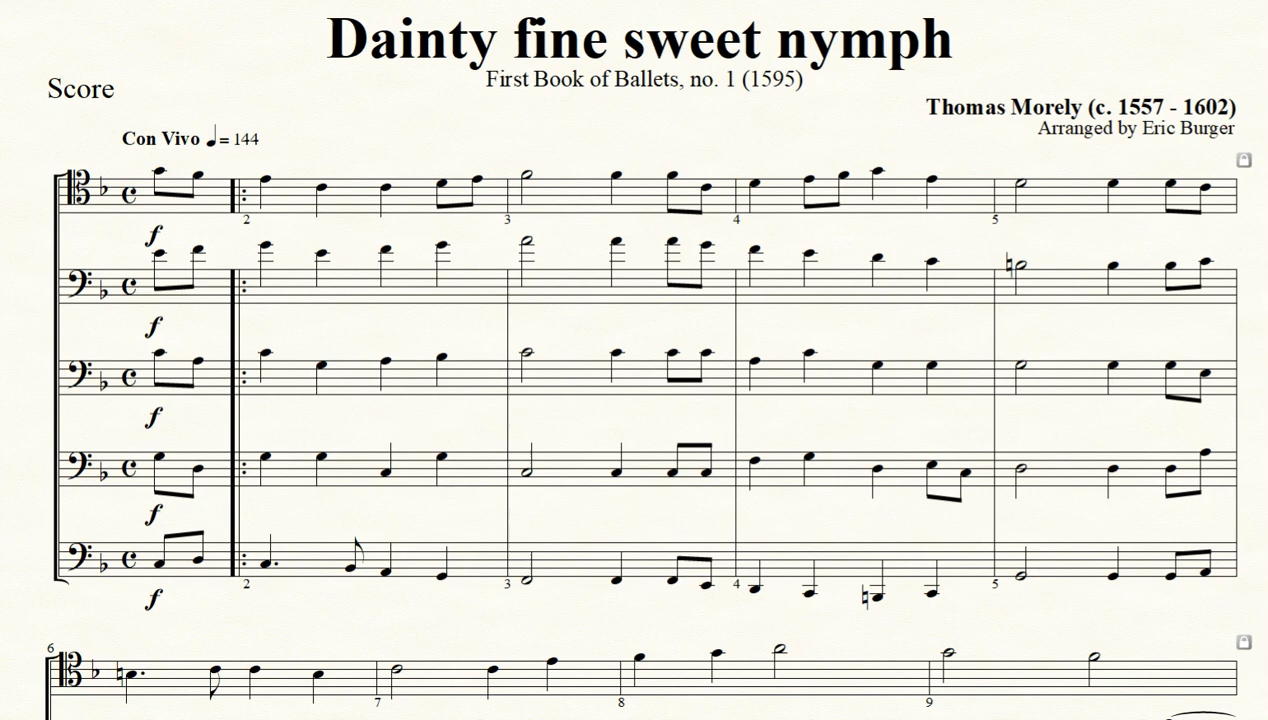 Dainty fine sweet nymph
First Book of Ballets, no. 1 (1595)
Score
Thomas Morely (c. 1557 - 1602)
Arranged by Eric Burger
Con Vivo ♩= 144
2 3 4 5
f
f
f
f
2 3 4 5
f
6
7 8 9